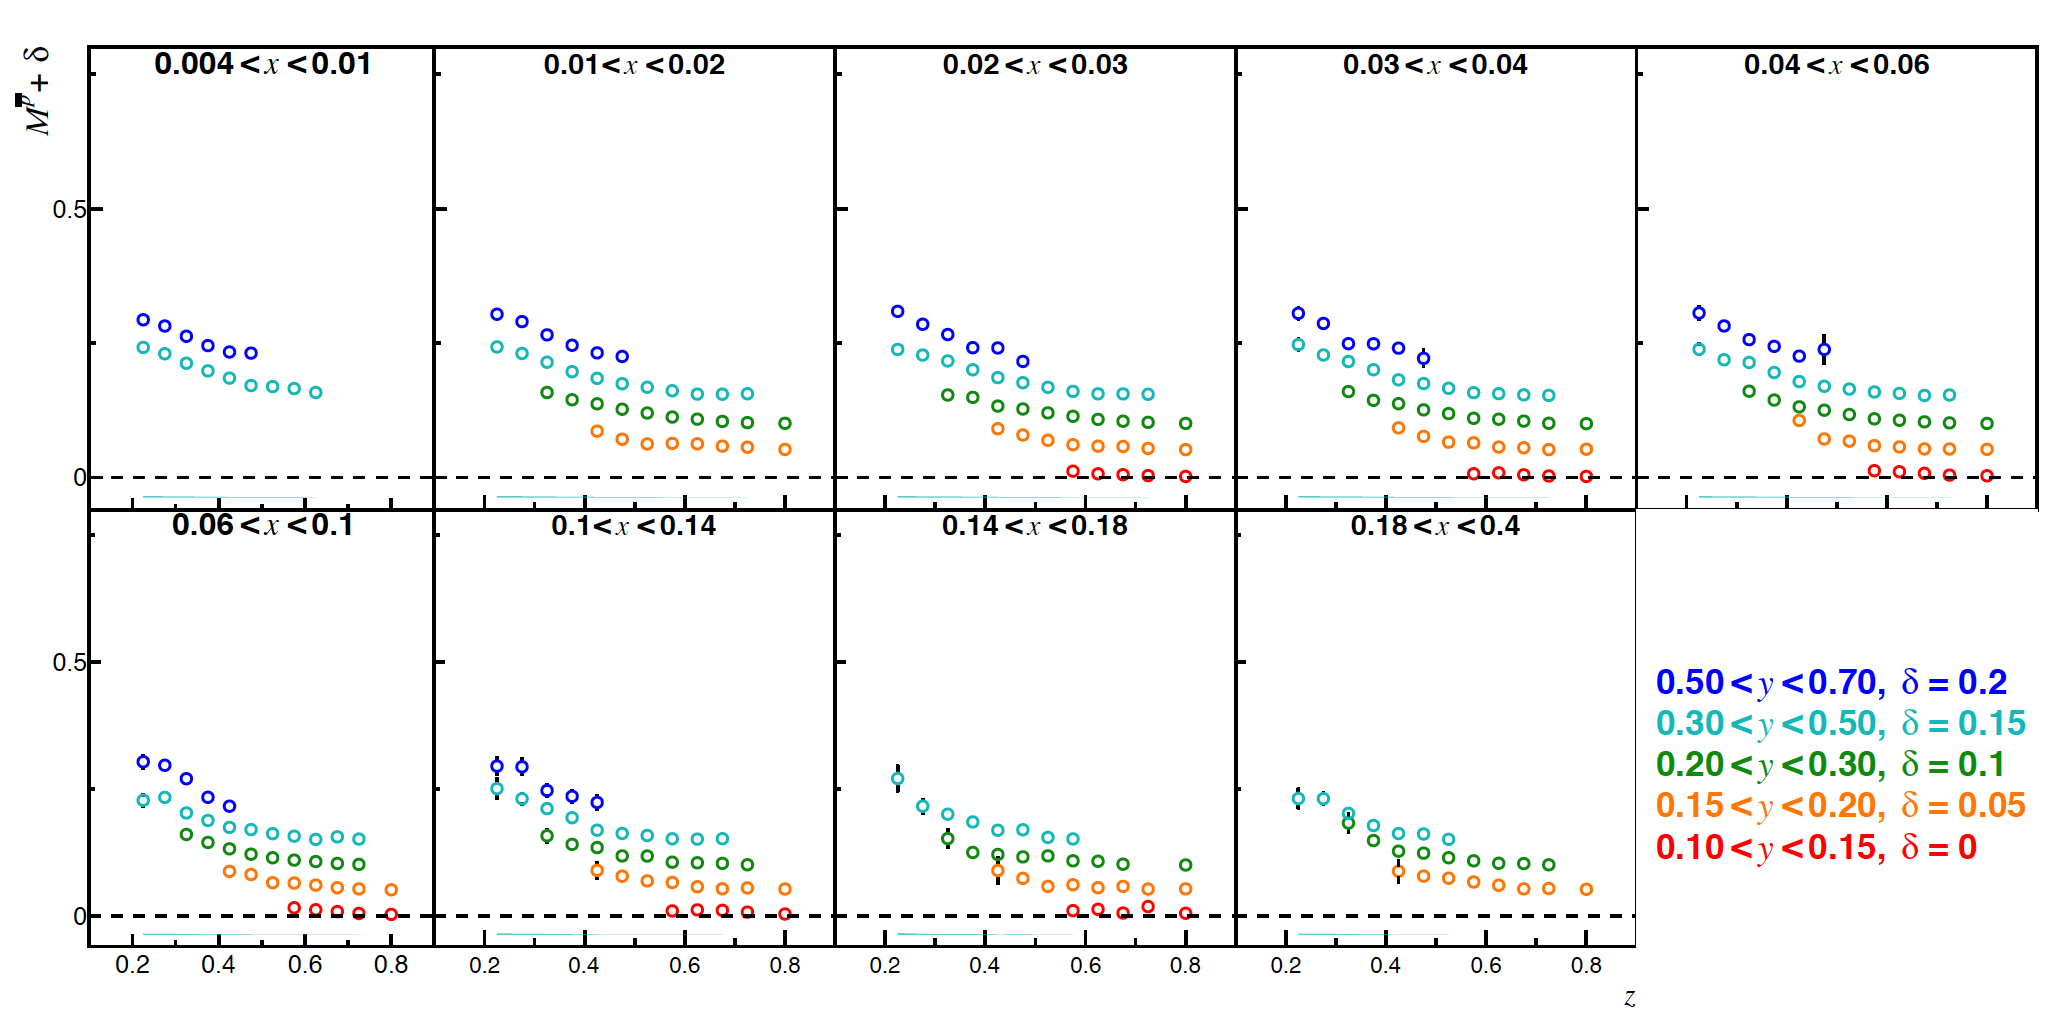 M p̄ + δ
0.004 < x < 0.01
0.01 < x < 0.02
0.02 < x < 0.03
0.03 < x < 0.04
0.04 < x < 0.06
0.5
0
0.06 < x < 0.1
0.1 < x < 0.14
0.14 < x < 0.18
0.18 < x < 0.4
0.5
0
0.50 < y < 0.70, δ = 0.2
0.30 < y < 0.50, δ = 0.15
0.20 < y < 0.30, δ = 0.1
0.15 < y < 0.20, δ = 0.05
0.10 < y < 0.15, δ = 0
0.2 0.4 0.6 0.8
0.2 0.4 0.6 0.8
0.2 0.4 0.6 0.8
0.2 0.4 0.6 0.8
z